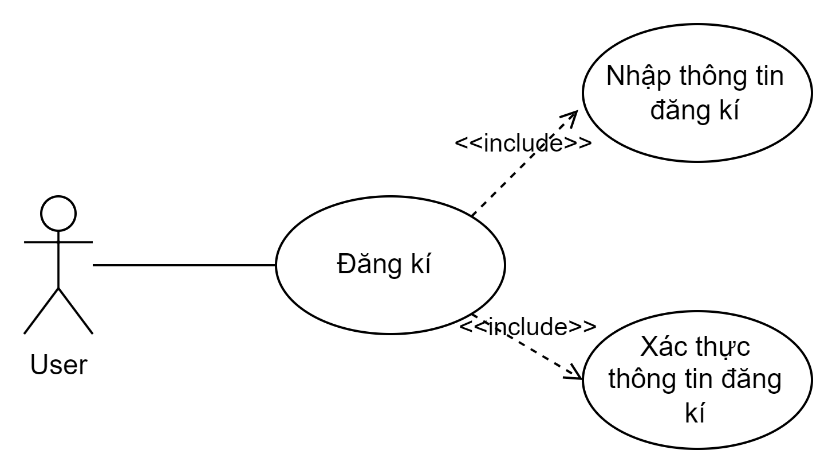 Nhập thông tin
đăng kí
<<include>>
Đăng kí
<<include>>
User
Xác thực
thông tin đăng
kí